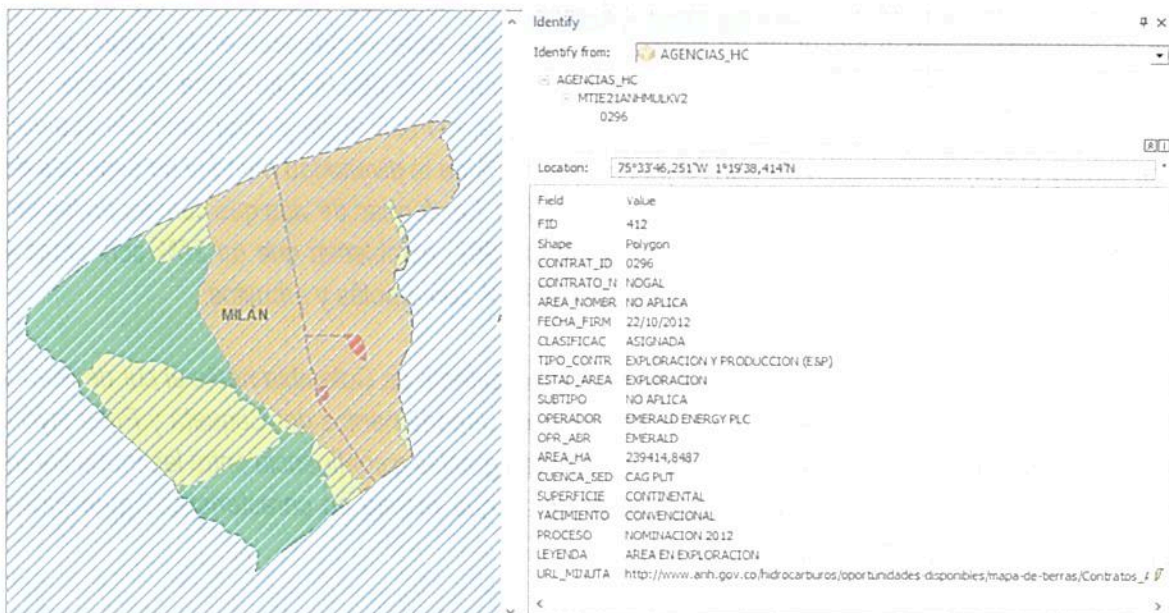 MILÁN
Identify
Identify from: AGENCIAS_HC
AGENCIAS_HC
MTIE21ANHMULKV2
0296
Location: 75°33'46,251"W 1°19'38,414"N
Field Value
FID 412
Shape Polygon
CONTRAT_ID 0296
CONTRATO_N NOGAL
AREA_NOMBR NO APLICA
FECHA_FIRM 22/10/2012
CLASIFICAC ASIGNADA
TIPO_CONTR EXPLORACION Y PRODUCCION (E&P)
ESTAD_AREA EXPLORACION
SUBTIPO NO APLICA
OPERADOR EMERALD ENERGY PLC
OPR_ABR EMERALD
AREA_HA 239414,8487
CUENCA_SED CAG PUT
SUPERFICIE CONTINENTAL
YACIMIENTO CONVENCIONAL
PROCESO NOMINACION 2012
LEYENDA AREA EN EXPLORACION
URL_MINUTA http://www.anh.gov.co/hidrocarburos/oportunidades-disponibles/mapa-de-tierras/Contratos_